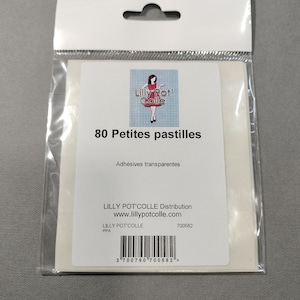 Lilly Pot'
Colle
80 Petites pastilles
Adhésives transparentes
LILLY POT'COLLE Distribution
www.lillypotcolle.com
LILLY POT'COLLE 700682
PPA